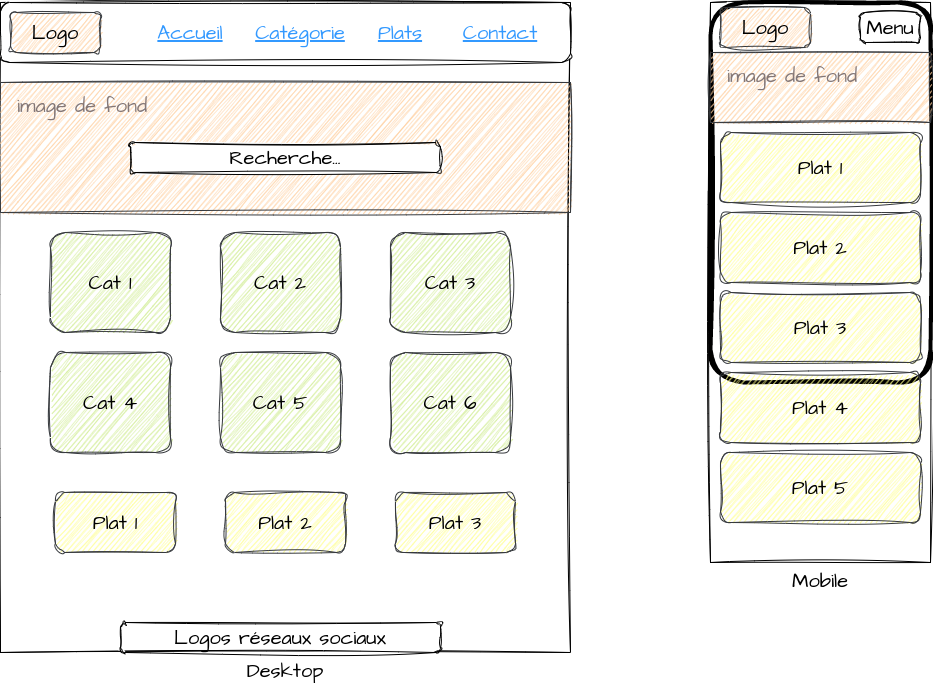 Logo
Accueil Catégorie Plats Contact
image de fond
Recherche...
Cat 1 Cat 2 Cat 3
Cat 4 Cat 5 Cat 6
Plat 1 Plat 2 Plat 3
Logos réseaux sociaux
Desktop
Logo Menu
image de fond
Plat 1
Plat 2
Plat 3
Plat 4
Plat 5
Mobile